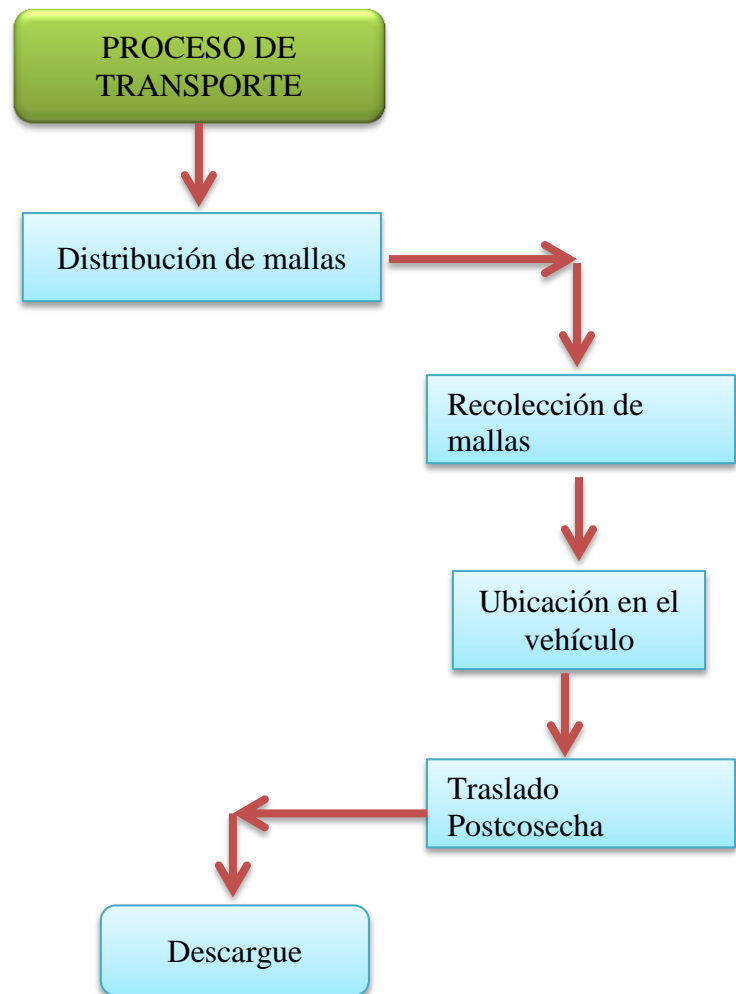 PROCESO DE
TRANSPORTE
Distribución de mallas
Recolección de
mallas
Ubicación en el
vehículo
Traslado
Postcosecha
Descargue